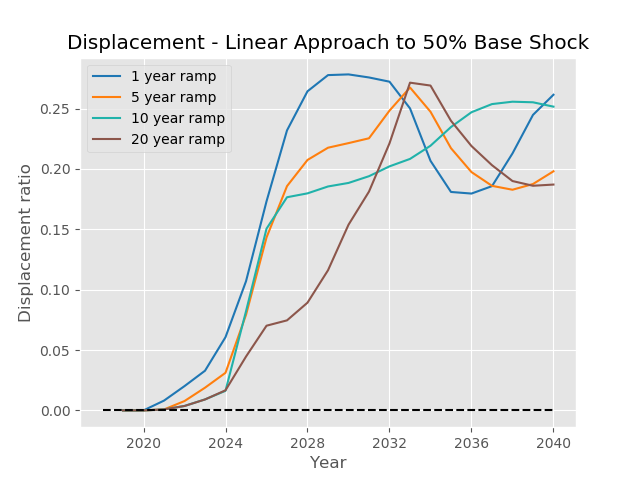 Displacement - Linear Approach to 50% Base Shock
1 year ramp
5 year ramp
10 year ramp
20 year ramp
0.25
0.20
0.15
0.10
0.05
0.00
Displacement ratio
2020 2024 2028 2032 2036 2040
Year